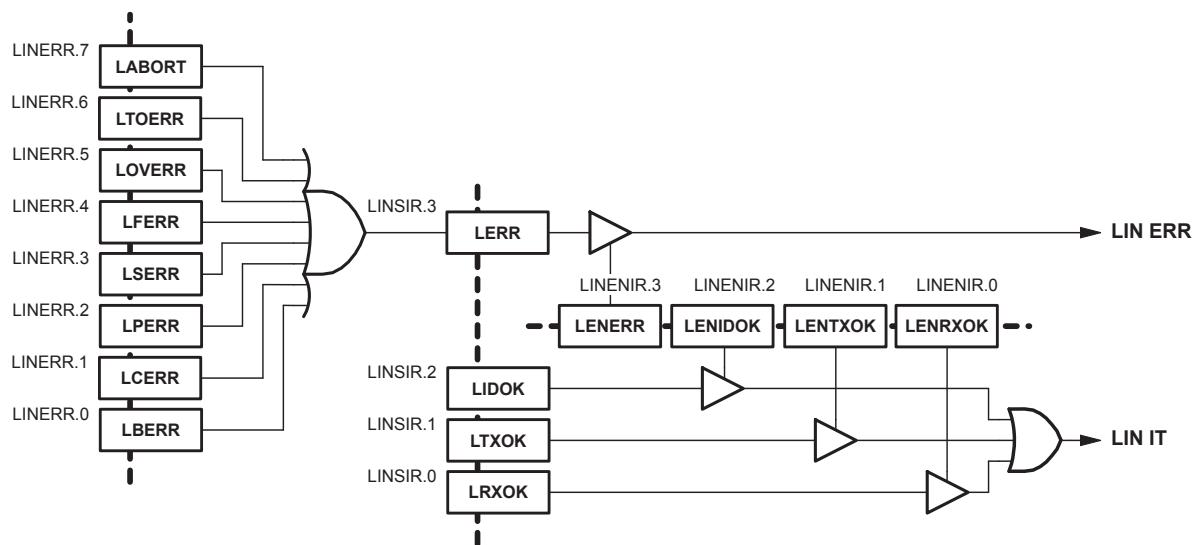 LINERR.7
LABORT
LINERR.6
LTOERR
LINERR.5
LOVERR
LINERR.4
LFERR
LINERR.3
LSERR
LINERR.2
LPERR
LINERR.1
LCERR
LINERR.0
LBERR
LINSIR.3
LERR
LIN ERR
LINENIR.3 LINENIR.2 LINENIR.1 LINENIR.0
LENERR LENIDOK LENTXOK LENRXOK
LINSIR.2
LIDOK
LINSIR.1
LTXOK
LIN IT
LINSIR.0
LRXOK